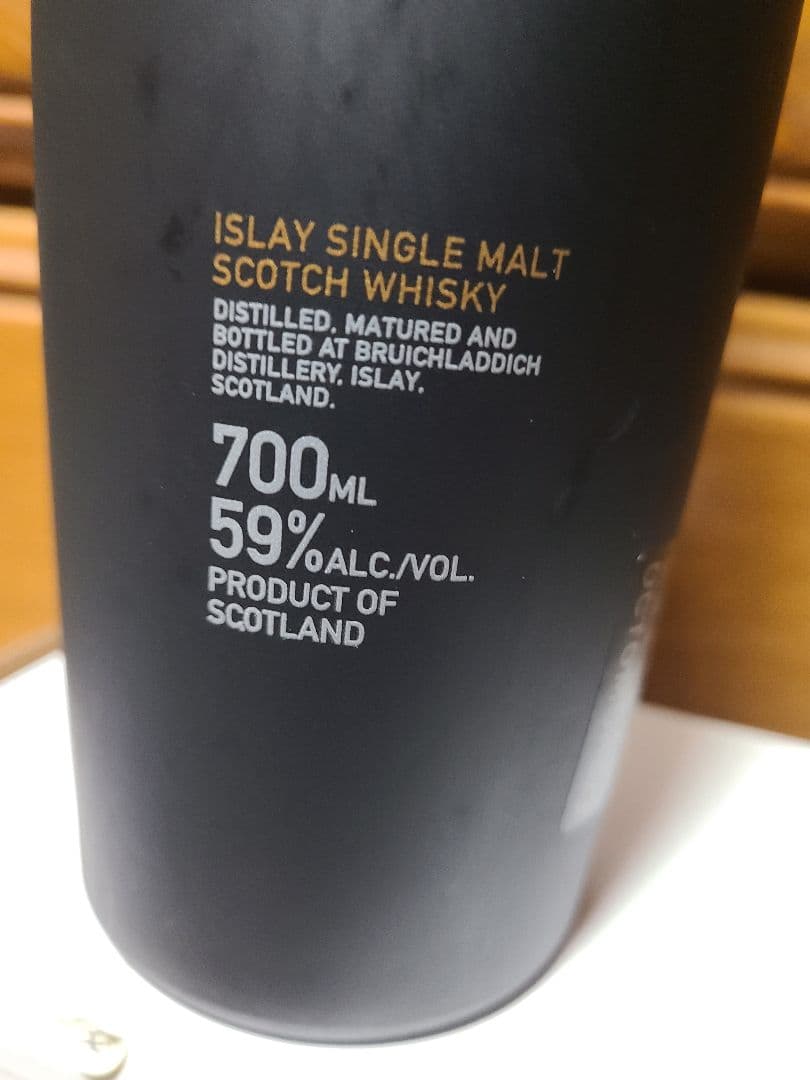 ISLAY SINGLE MALT
SCOTCH WHISKY
DISTILLED, MATURED AND
BOTTLED AT BRUICHLADDICH
DISTILLERY, ISLAY,
SCOTLAND.
700ML
59%ALC./VOL.
PRODUCT OF
SCOTLAND